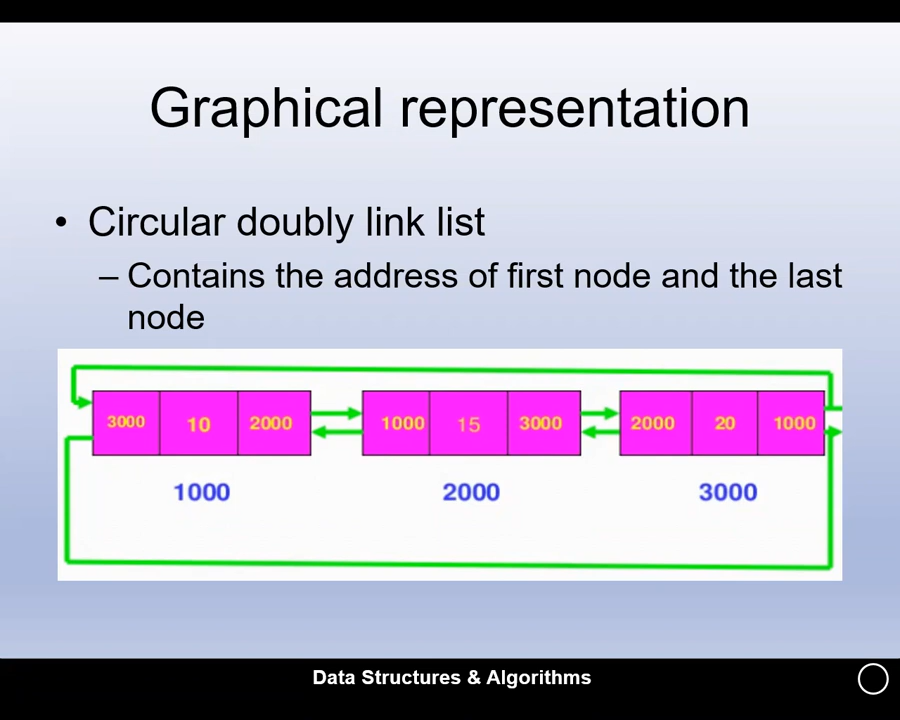 Graphical representation
• Circular doubly link list
– Contains the address of first node and the last
node
3000 10 2000 1000 15 3000 2000 20 1000
1000 2000 3000
Data Structures & Algorithms